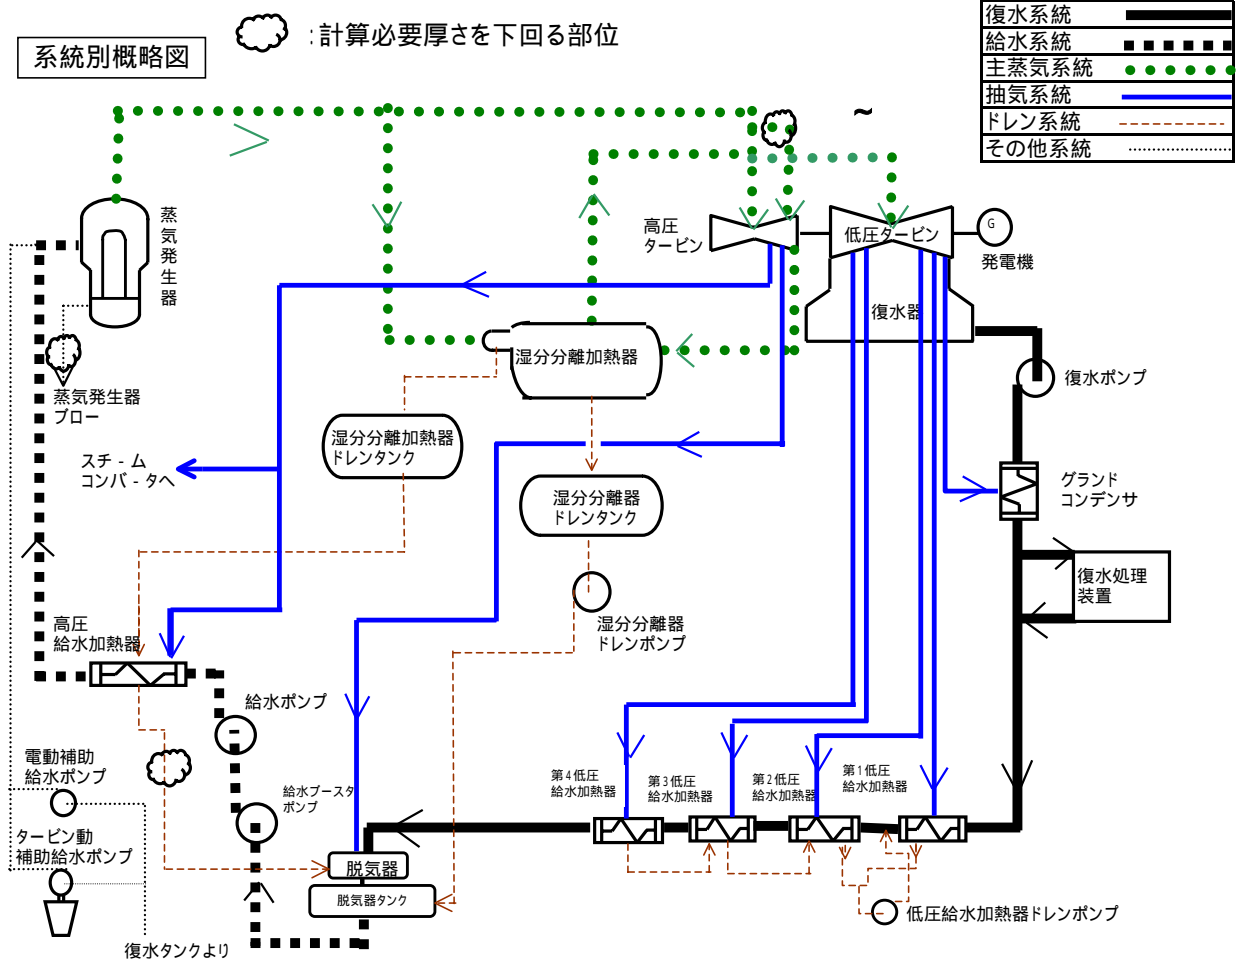 ：計算必要厚さを下回る部位
系統別概略図
復水系統
給水系統
主蒸気系統
抽気系統
ドレン系統
その他系統
~
蒸気発生器
高圧
タービン
低圧タービン
G
発電機
復水器
湿分分離加熱器
復水ポンプ
蒸気発生器
ブロー
湿分分離加熱器
ドレンタンク
スチ-ム
コンバ-タへ
湿分分離器
ドレンタンク
グランド
コンデンサ
復水処理
装置
高圧
給水加熱器
湿分分離器
ドレンポンプ
給水ポンプ
電動補助
給水ポンプ
給水ブースタ
ポンプ
第4低圧
給水加熱器
第3低圧
給水加熱器
第2低圧
給水加熱器
第1低圧
給水加熱器
タービン動
補助給水ポンプ
脱気器
脱気器タンク
低圧給水加熱器ドレンポンプ
復水タンクより